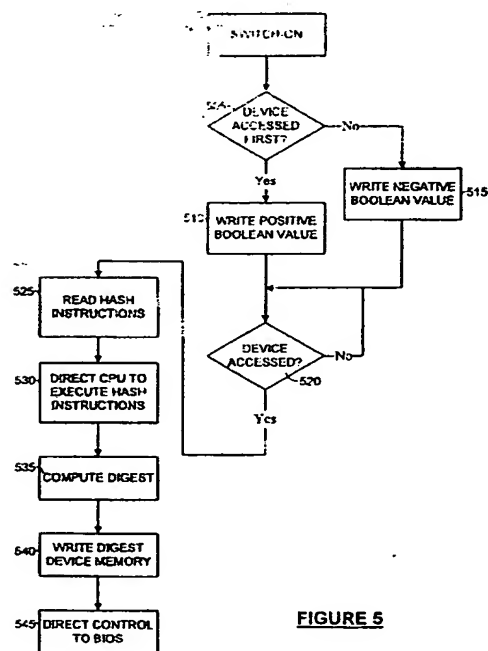 SWITCH-ON
DEVICE
ACCESSED
FIRST?
No
Yes
WRITE NEGATIVE
BOOLEAN VALUE
515
WRITE POSITIVE
BOOLEAN VALUE
525
READ HASH
INSTRUCTIONS
DEVICE
ACCESSED?
No
520
Yes
530
DIRECT CPU TO
EXECUTE HASH
INSTRUCTIONS
535
COMPUTE DIGEST
540
WRITE DIGEST
DEVICE MEMORY
545
DIRECT CONTROL
TO BIOS
FIGURE 5